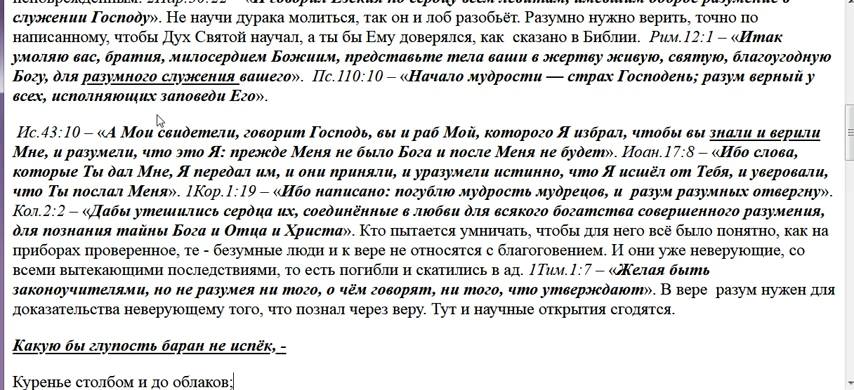 неповрежденным. 2Пар.30:22 – «И говорил Езекия по сердцу всем левитам, имевшим доброе разумение в
служении Господу». Не научи дурака молиться, так он и лоб разобьёт. Разумно нужно верить, точно по
написанному, чтобы Дух Святой научал, а ты бы Ему доверялся, как  сказано в Библии.  Рим.12:1 – «Итак
умоляю вас, братия, милосердием Божиим, представьте тела ваши в жертву живую, святую, благоугодную
Богу, для разумного служения вашего».  Пс.110:10 – «Начало мудрости — страх Господень; разум верный у
всех, исполняющих заповеди Его».
Ис.43:10 – «А Мои свидетели, говорит Господь, вы и раб Мой, которого Я избрал, чтобы вы знали и верили
Мне, и разумели, что это Я: прежде Меня не было Бога и после Меня не будет». Иоан.17:8 – «Ибо слова,
которые Ты дал Мне, Я передал им, и они приняли, и уразумели истинно, что Я исшёл от Тебя, и уверовали,
что Ты послал Меня». 1Кор.1:19 – «Ибо написано: погублю мудрость мудрецов, и  разум разумных отвергну».
Кол.2:2 – «Дабы утешились сердца их, соединённые в любви для всякого богатства совершенного разумения,
для познания тайны Бога и Отца и Христа». Кто пытается умничать, чтобы для него всё было понятно, как на
приборах проверенное, те - безумные люди и к вере не относятся с благоговением. И они уже неверующие, со
всеми вытекающими последствиями, то есть погибли и скатились в ад. 1Тим.1:7 – «Желая быть
законоучителями, но не разумея ни того, о чём говорят, ни того, что утверждают». В вере  разум нужен для
доказательства неверующему того, что познал через веру. Тут и научные открытия сгодятся.
Какую бы глупость баран не испёк, -
Куренье столбом и до облаков;